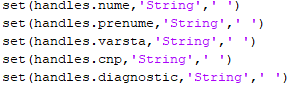 set(handles.nume,'String',' ')
set(handles.prenume,'String',' ')
set(handles.varsta,'String',' ')
set(handles.cnp,'String',' ')
set(handles.diagnostic,'String',' ')